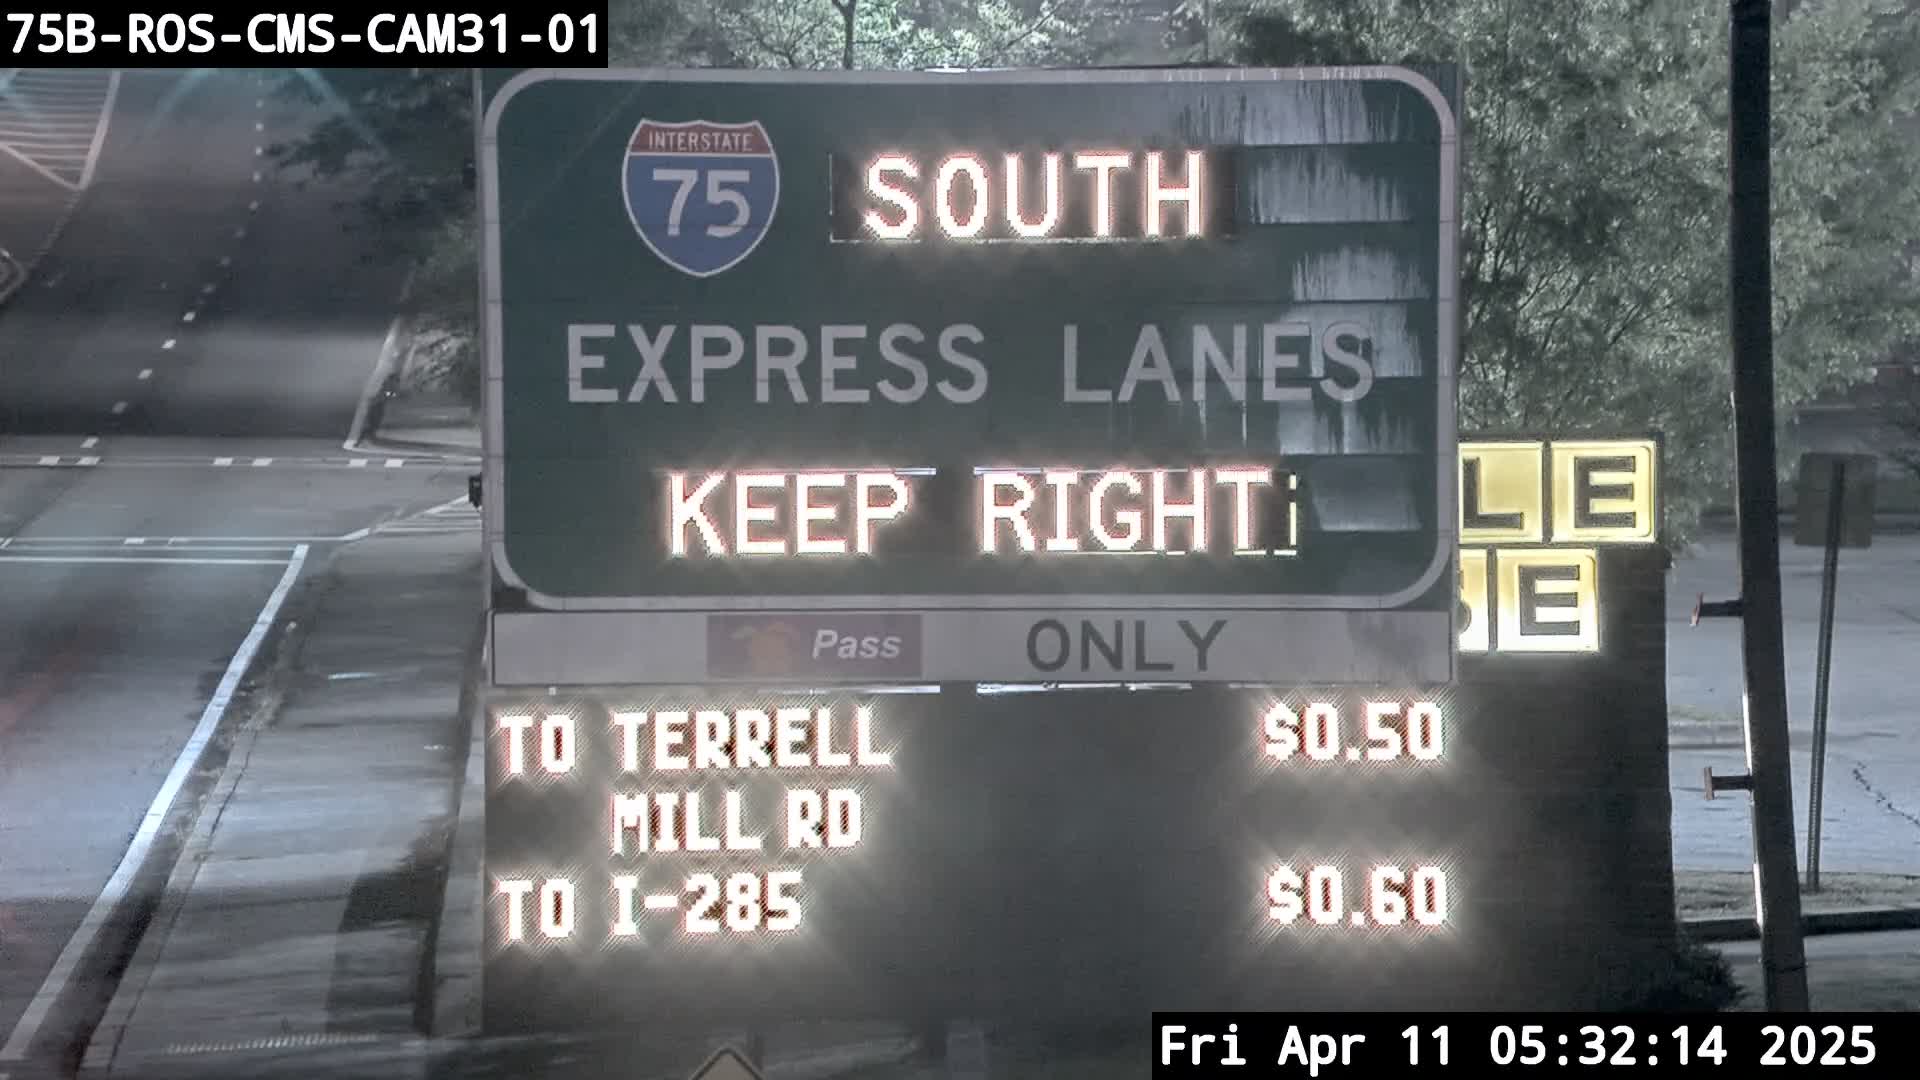 75B-ROS-CMS-CAM31-01
INTERSTATE
75
SOUTH
EXPRESS LANES
KEEP RIGHT
Pass ONLY
TO TERRELL $0.50
MILL RD
TO I-285 $0.60
LE
E
Fri Apr 11 05:32:14 2025